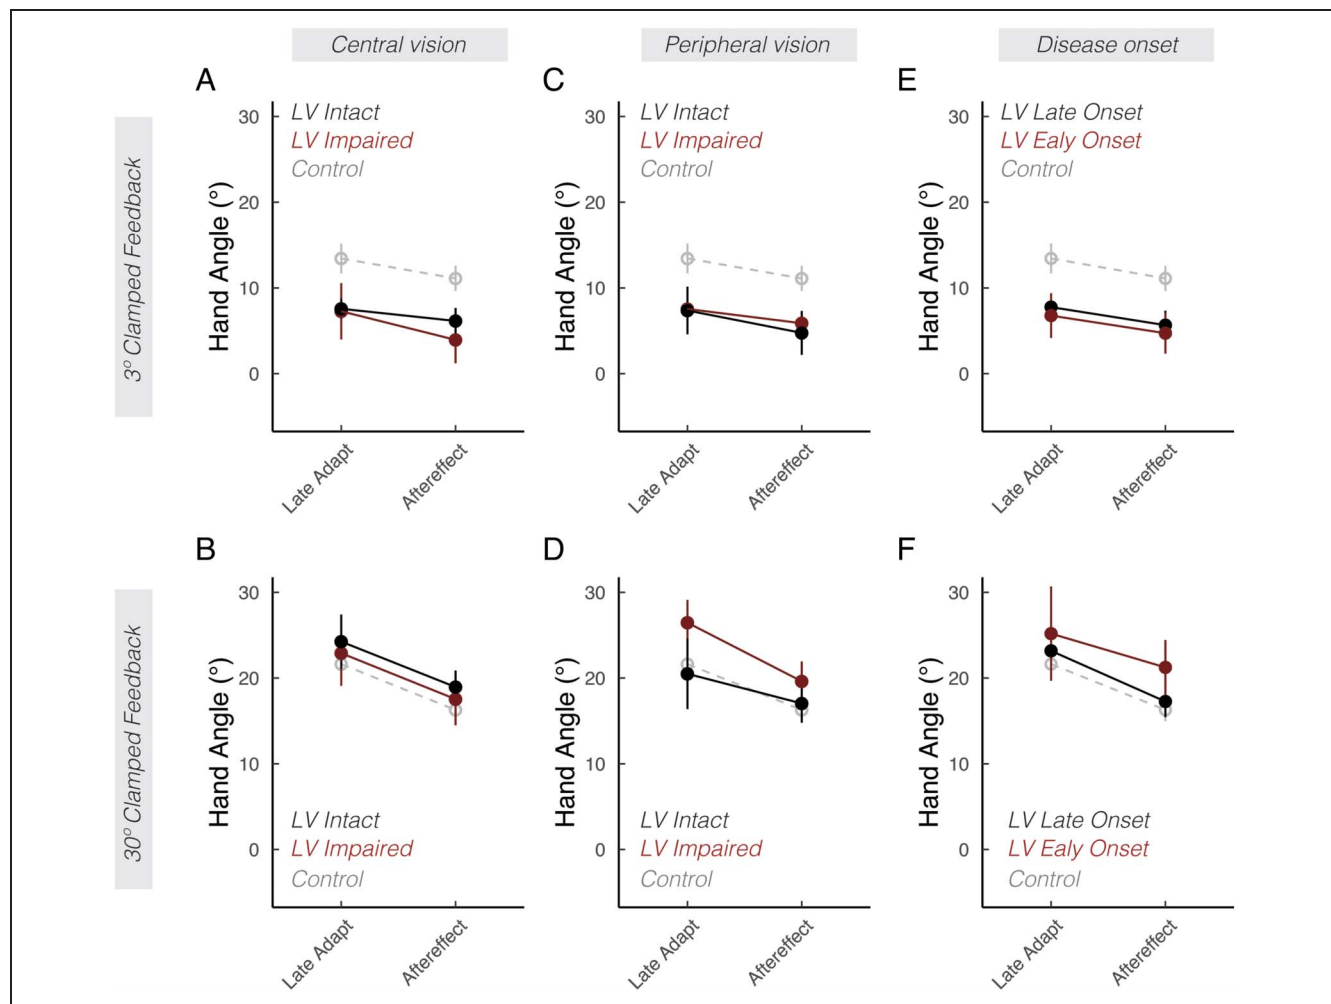 Central vision
Peripheral vision
Disease onset
3° Clamped Feedback
A
LV Intact
LV Impaired
Control
Hand Angle (°)
30
20
10
0
Late Adapt
Aftereffect
C
LV Intact
LV Impaired
Control
Hand Angle (°)
30
20
10
0
Late Adapt
Aftereffect
E
LV Late Onset
LV Ealy Onset
Control
Hand Angle (°)
30
20
10
0
Late Adapt
Aftereffect
30° Clamped Feedback
B
Hand Angle (°)
30
20
10
0
LV Intact
LV Impaired
Control
Late Adapt
Aftereffect
D
Hand Angle (°)
30
20
10
0
LV Intact
LV Impaired
Control
Late Adapt
Aftereffect
F
Hand Angle (°)
30
20
10
0
LV Late Onset
LV Ealy Onset
Control
Late Adapt
Aftereffect